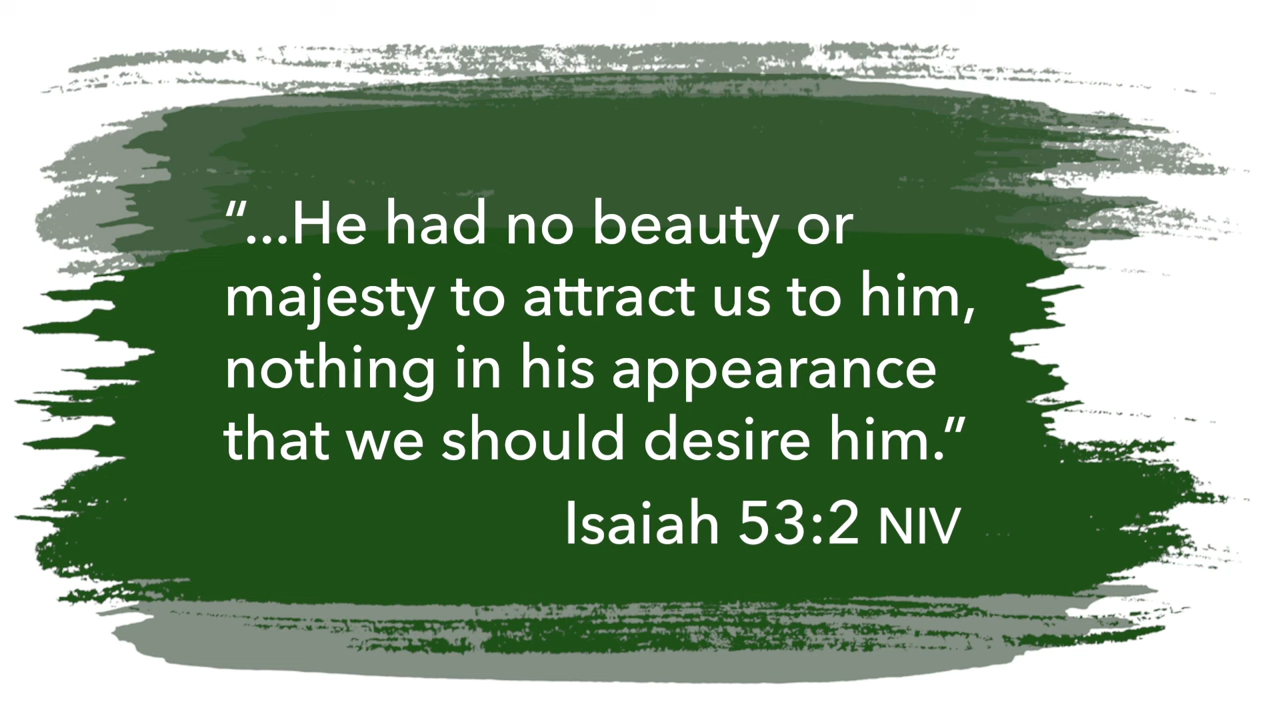 “...He had no beauty or
majesty to attract us to him,
nothing in his appearance
that we should desire him.”
Isaiah 53:2 NIV